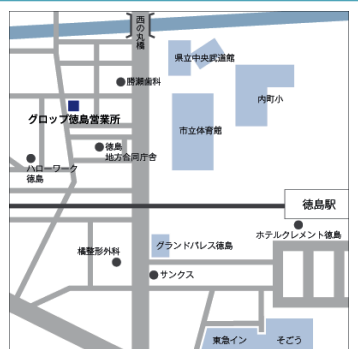 西の丸橋
県立中央武道館
勝瀬歯科
内町小
グロップ徳島営業所
市立体育館
徳島
地方合同庁舎
ハローワーク
徳島
徳島駅
ホテルクレメント徳島
橘整形外科
グランドパレス徳島
サンクス
東急イン
そごう